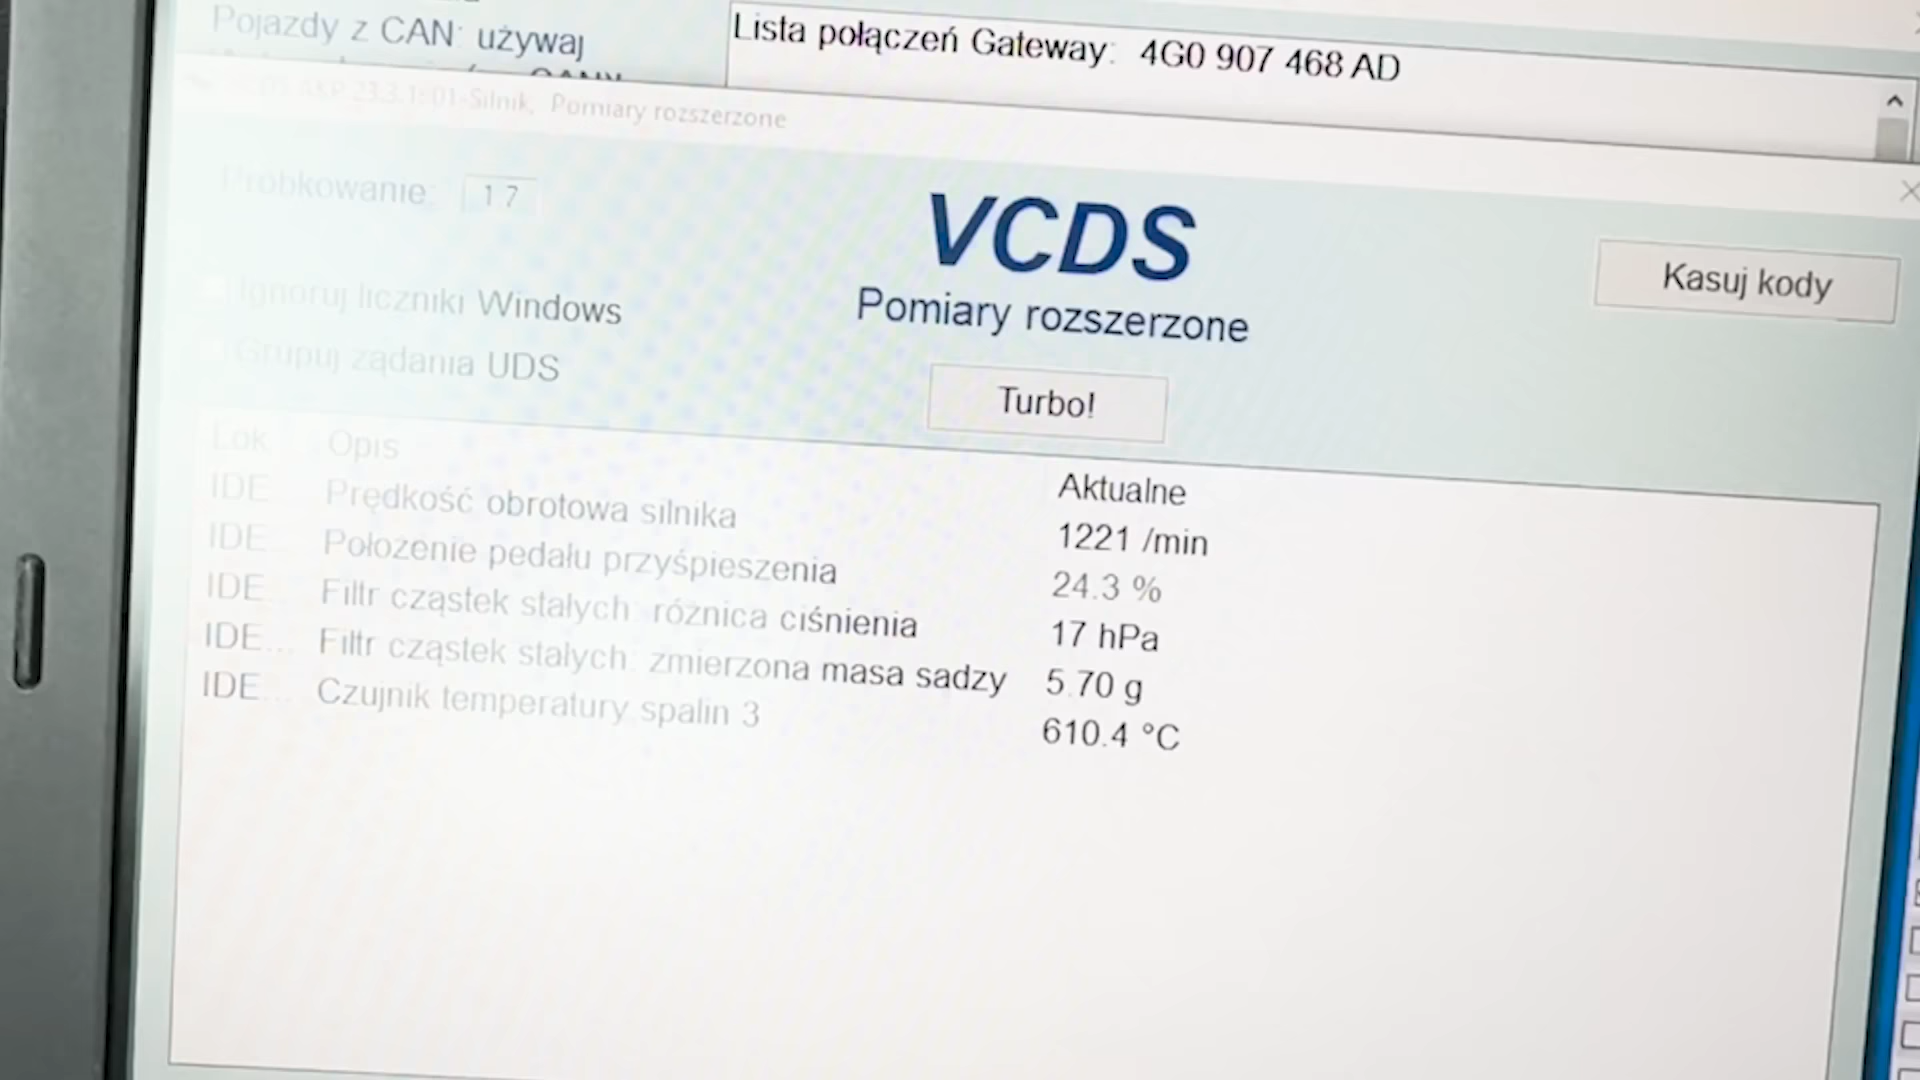 Pojazdy z CAN: używaj
Lista połączeń Gateway: 4G0 907 468 AD
01-Silnik, Pomiary rozszerzone
Próbkowanie: 1 7
VCDS
Pomiary rozszerzone
Kasuj kody
Ignoruj liczniki Windows
Grupuj żądania UDS
Turbo!
Lok Opis Aktualne
IDE... Prędkość obrotowa silnika 1221 /min
IDE... Położenie pedału przyśpieszenia 24.3 %
IDE... Filtr cząstek stałych: różnica ciśnienia 17 hPa
IDE... Filtr cząstek stałych: zmierzona masa sadzy 5.70 g
IDE... Czujnik temperatury spalin 3 610.4 °C